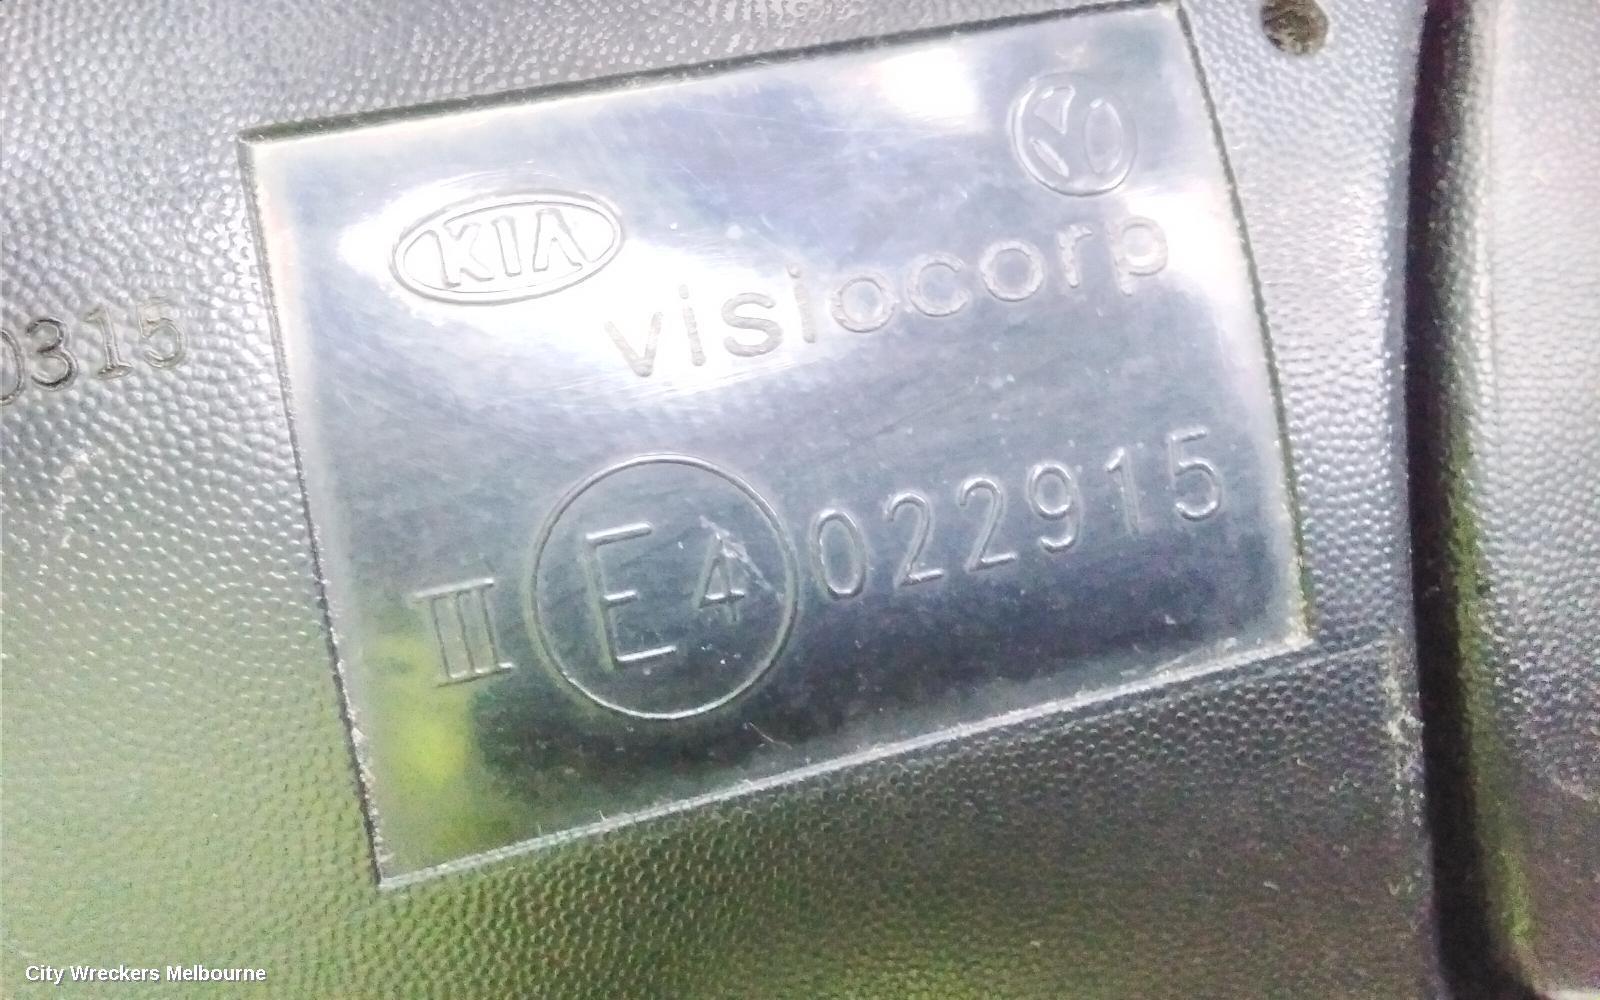 KIA
visiocorp
0315
III E4 022915
City Wreckers Melbourne